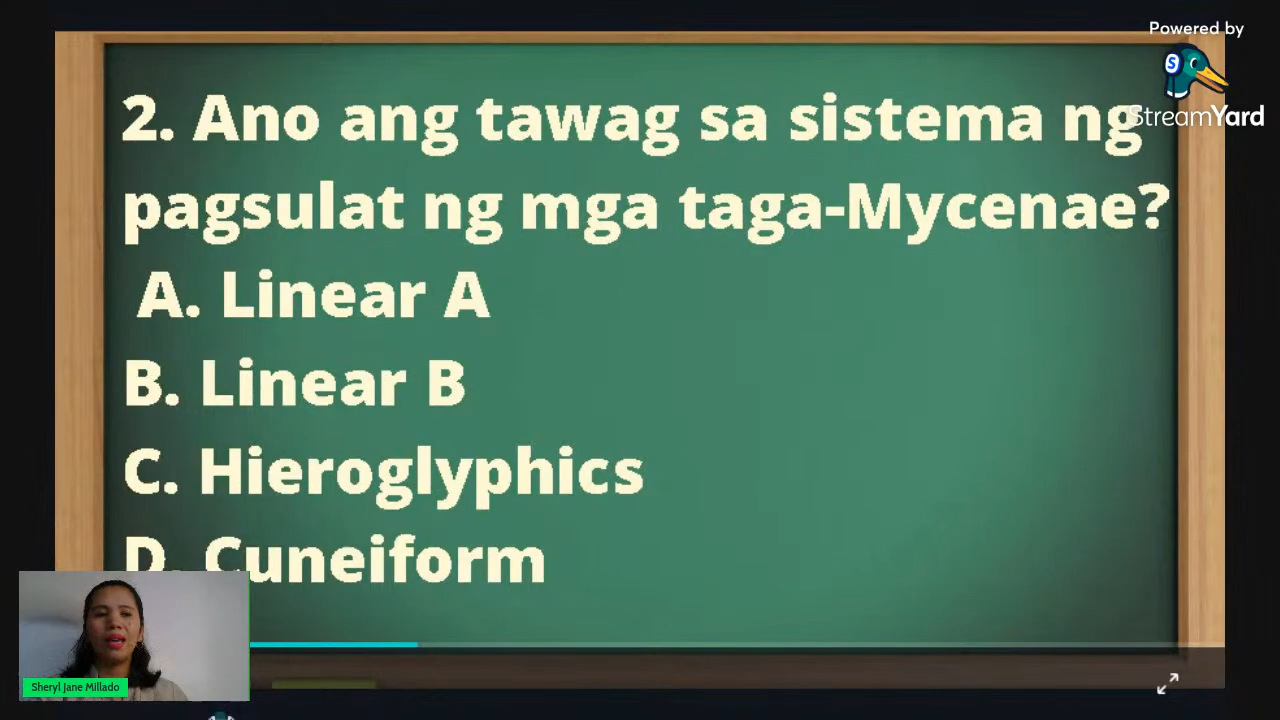 Powered by
StreamYard
2. Ano ang tawag sa sistema ng
pagsulat ng mga taga-Mycenae?
A. Linear A
B. Linear B
C. Hieroglyphics
D. Cuneiform
Sheryl Jane Millado